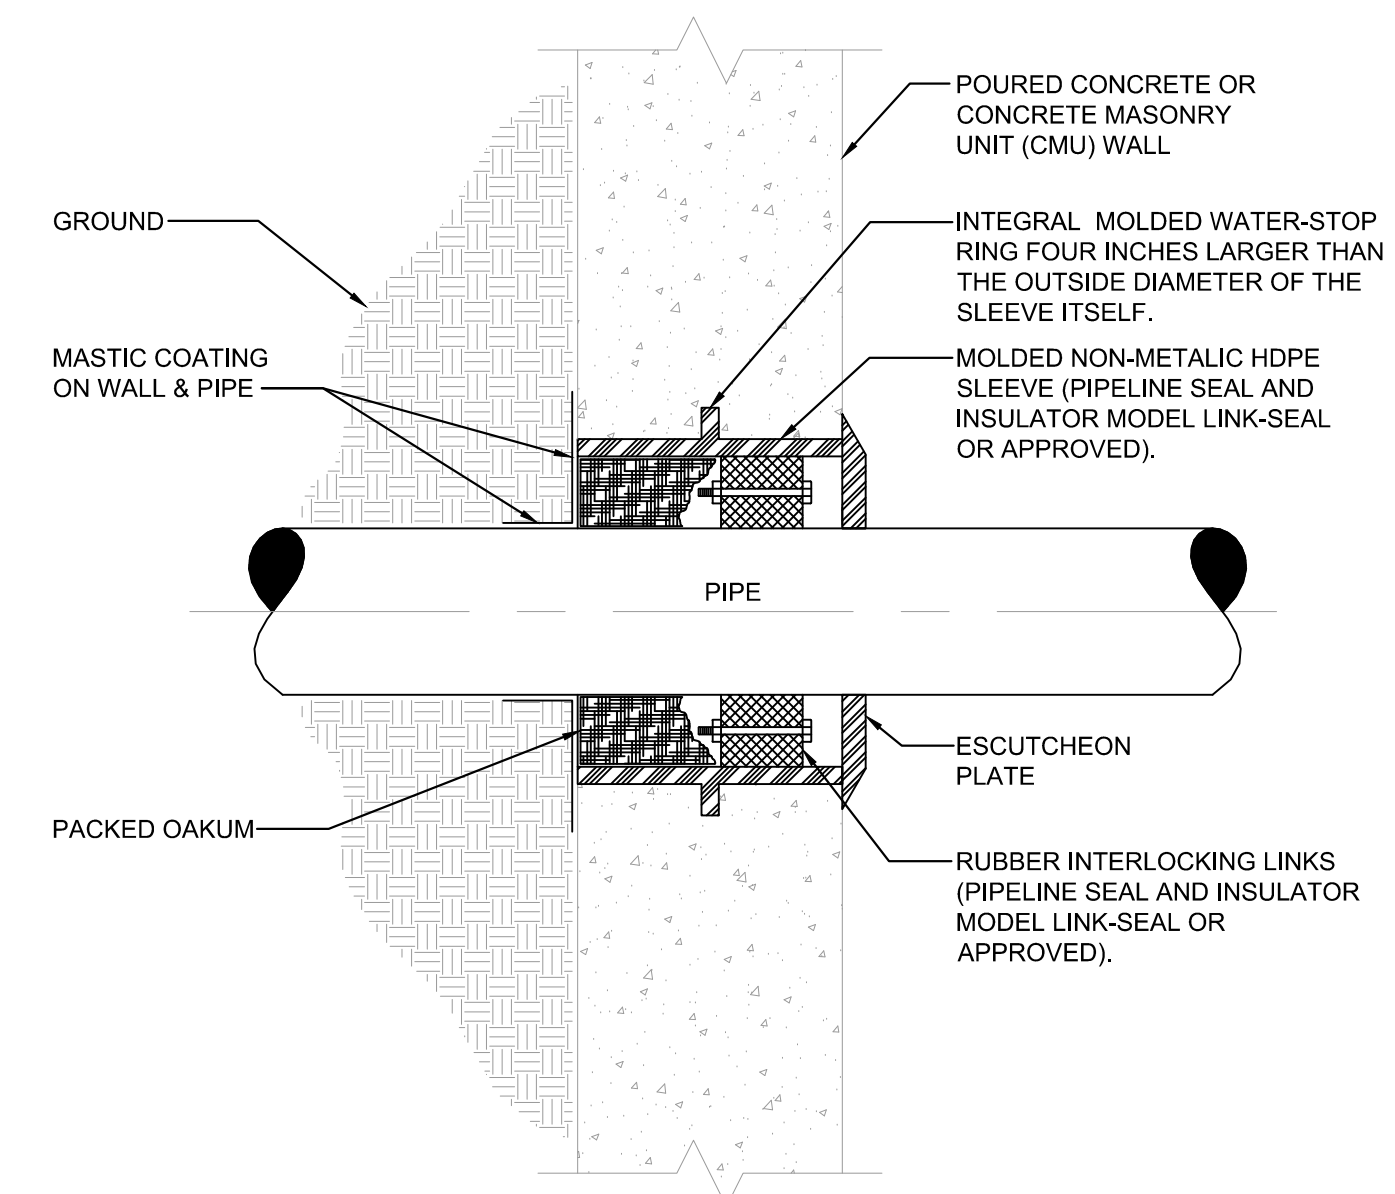 POURED CONCRETE OR
CONCRETE MASONRY
UNIT (CMU) WALL
GROUND
INTEGRAL MOLDED WATER-STOP
RING FOUR INCHES LARGER THAN
THE OUTSIDE DIAMETER OF THE
SLEEVE ITSELF.
MASTIC COATING
ON WALL & PIPE
MOLDED NON-METALIC HDPE
SLEEVE (PIPELINE SEAL AND
INSULATOR MODEL LINK-SEAL
OR APPROVED).
PIPE
ESCUTCHEON
PLATE
PACKED OAKUM
RUBBER INTERLOCKING LINKS
(PIPELINE SEAL AND INSULATOR
MODEL LINK-SEAL OR
APPROVED).